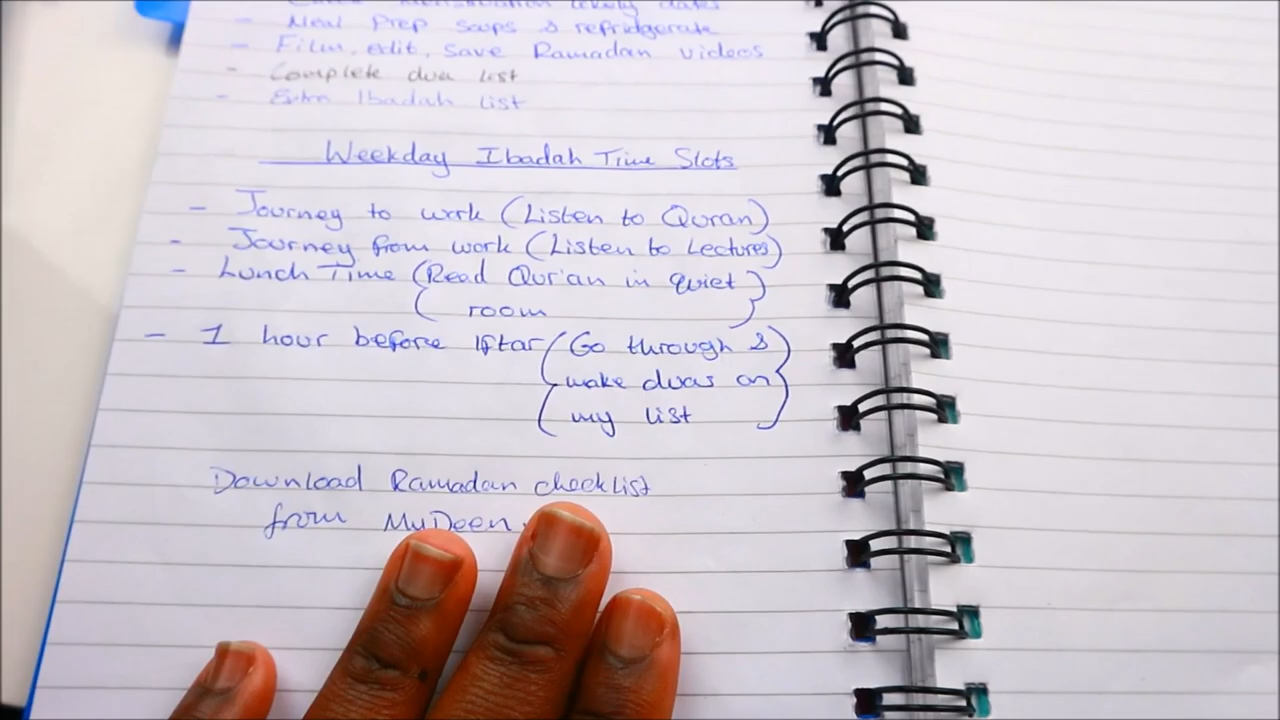 - Meal Prep soups & refridgerate
- Film, edit, save Ramadan videos
- Complete dua list
- Extra Ibadah list
Weekday Ibadah Time Slots
- Journey to work (Listen to Quran)
- Journey from work (Listen to Lectures)
- Lunch Time (Read Qur'an in quiet
room)
- 1 hour before Iftar (Go through &
make duas on
my list)
Download Ramadan checklist
from MyDeen.